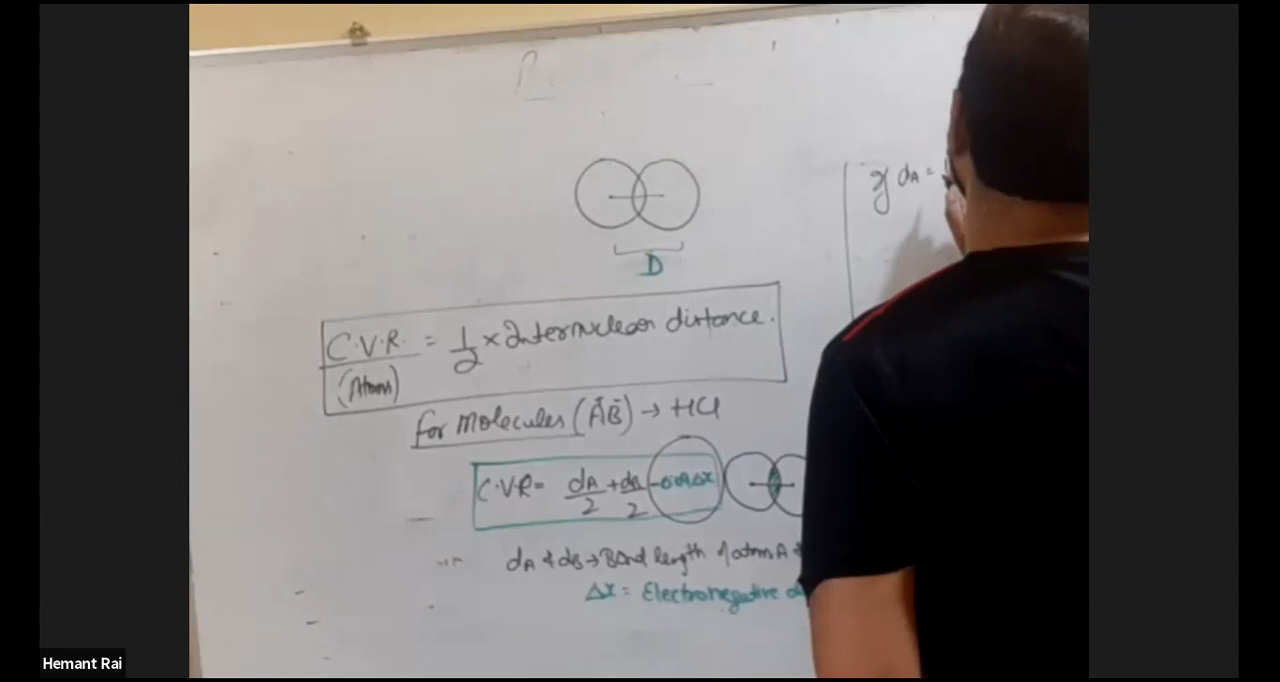 D
C.V.R. = 1/2 × Internuclear distance.
(Atoms)
for molecules (AB) → HCl
C.V.R = dA/2 + dB/2 - 0.09Δx
dA & dB → Bond length of atom A &
Δx = Electronegative
If dA =
Hemant Rai